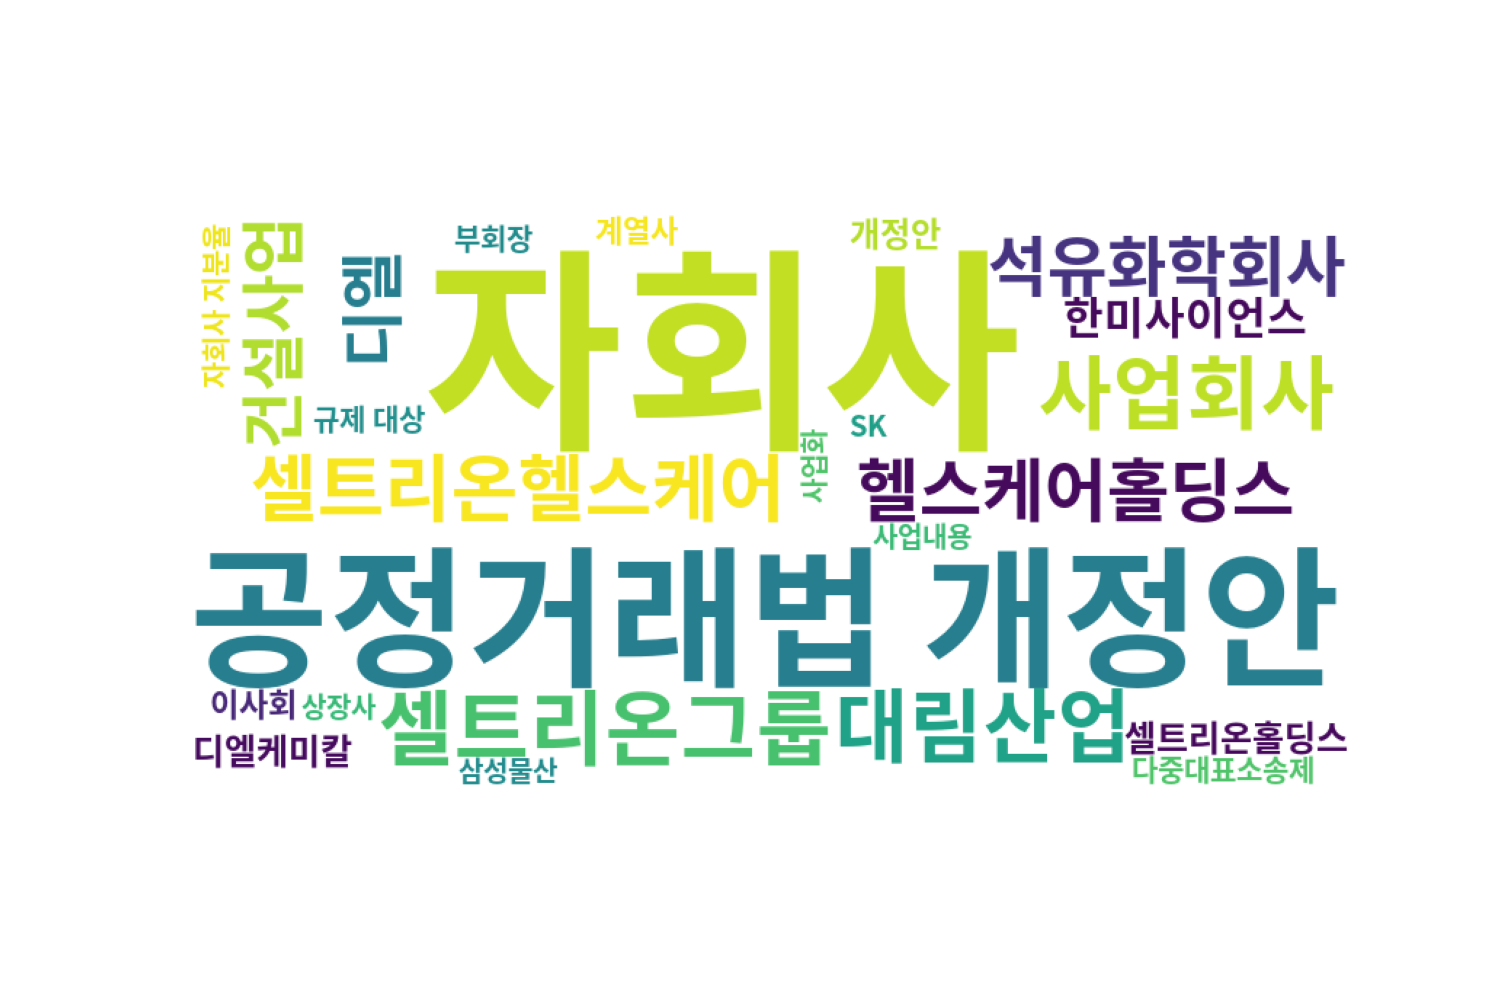 부회장
계열사
개정안
자회사 지분율
건설사업
디엘
자회사
석유화학회사
한미사이언스
사업회사
규제 대상
SK
사업화
셀트리온헬스케어
헬스케어홀딩스
사업내용
공정거래법 개정안
이사회
상장사
셀트리온그룹
대림산업
셀트리온홀딩스
디엘케미칼
삼성물산
다중대표소송제